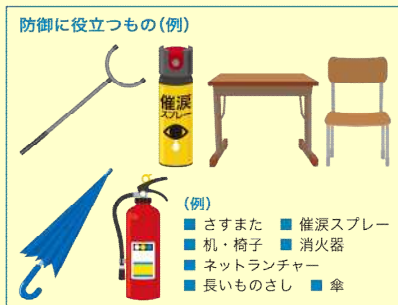 防御に役立つもの(例)
催涙
スプレー
(例)
■ さすまた ■ 催涙スプレー
■ 机・椅子 ■ 消火器
■ ネットランチャー
■ 長いものさし ■ 傘